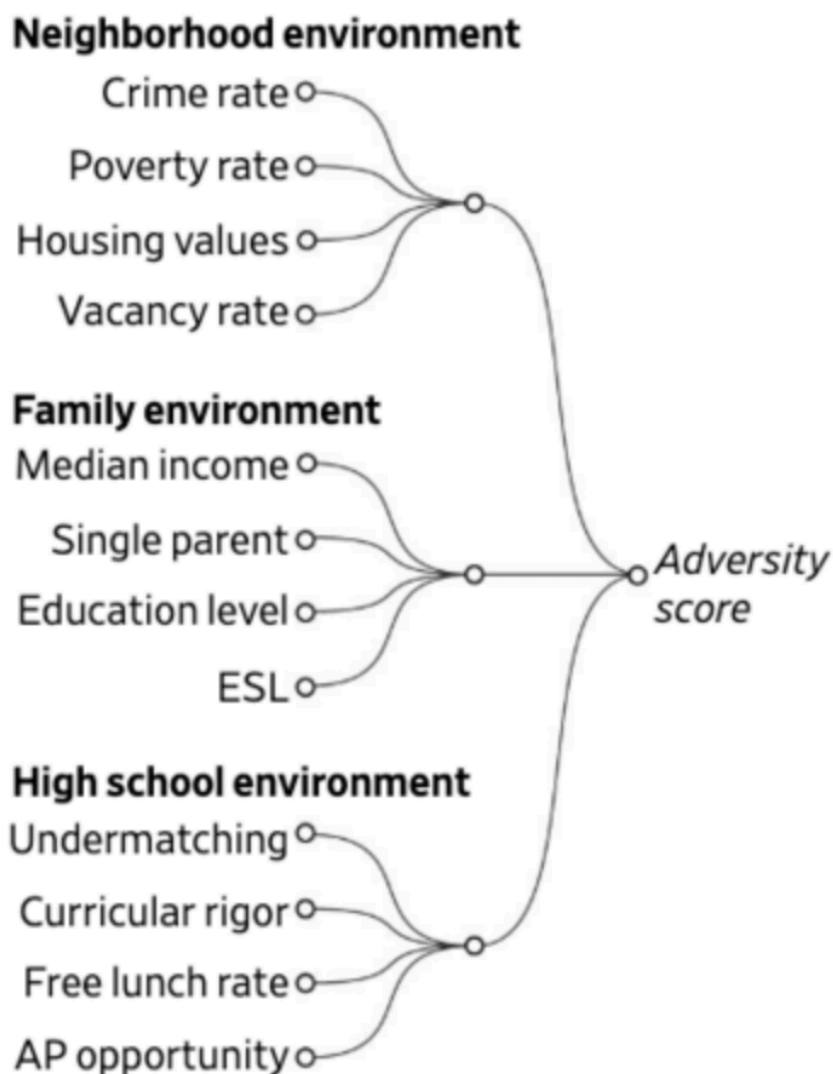 Neighborhood environment
Crime rate
Poverty rate
Housing values
Vacancy rate
Family environment
Median income
Single parent
Education level
ESL
Adversity
score
High school environment
Undermatching
Curricular rigor
Free lunch rate
AP opportunity